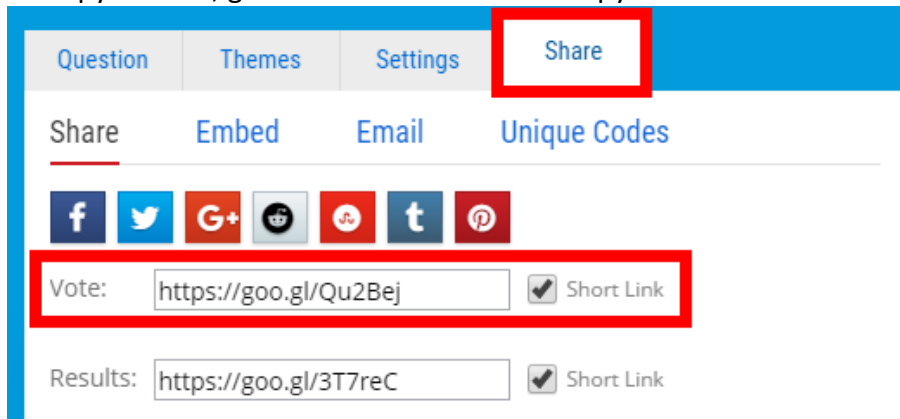 Question Themes Settings Share
Share Embed Email Unique Codes
f G+ t
Vote: https://goo.gl/Qu2Bej Short Link
Results: https://goo.gl/3T7reC Short Link